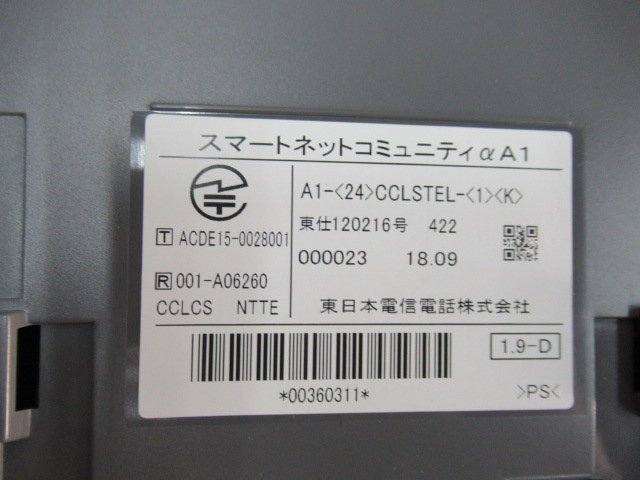 スマートネットコミュニティαA1
A1-<24>CCLSTEL-<1><K>
東仕120216号 422
T ACDE15-0028001
000023 18.09
R 001-A06260
CCLCS NTTE
東日本電信電話株式会社
1.9-D
*00360311*
>PS<